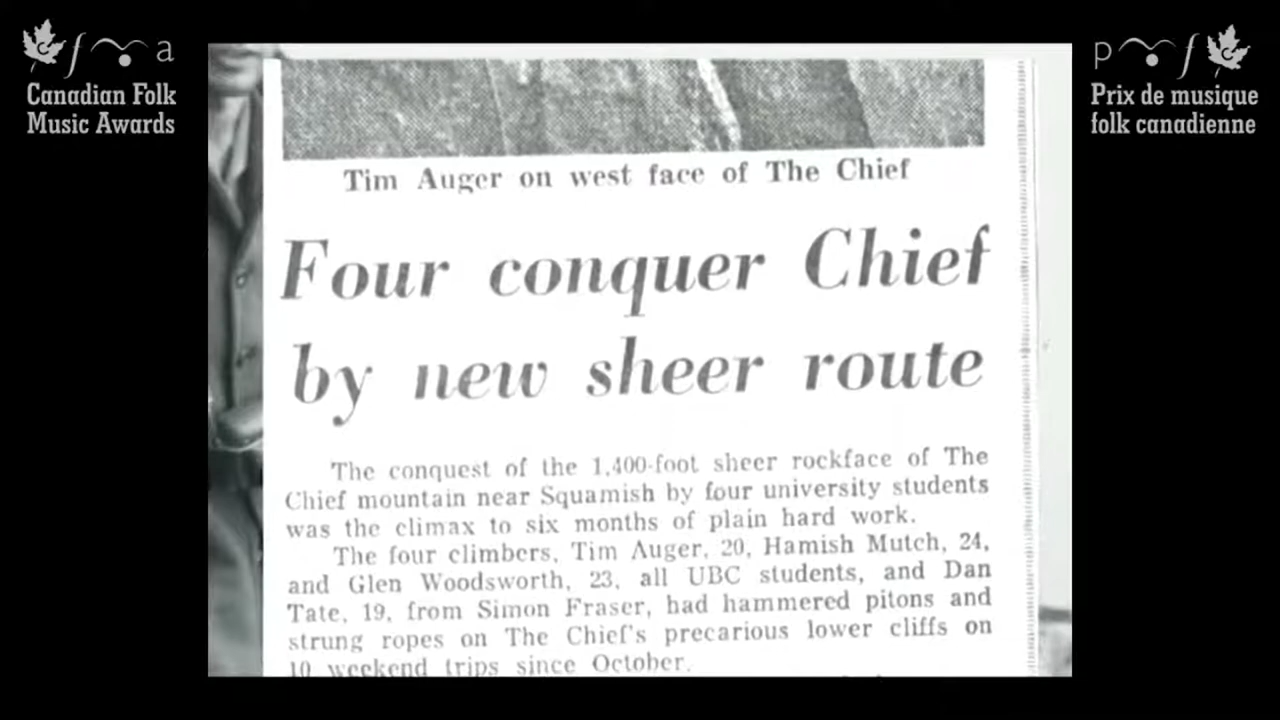 Canadian Folk
Music Awards
Prix de musique
folk canadienne
Tim Auger on west face of The Chief
Four conquer Chief
by new sheer route
The conquest of the 1,400-foot sheer rockface of The
Chief mountain near Squamish by four university students
was the climax to six months of plain hard work.
The four climbers, Tim Auger, 20, Hamish Mutch, 24,
and Glen Woodsworth, 23, all UBC students, and Dan
Tate, 19, from Simon Fraser, had hammered pitons and
strung ropes on The Chief's precarious lower cliffs on
10 weekend trips since October.